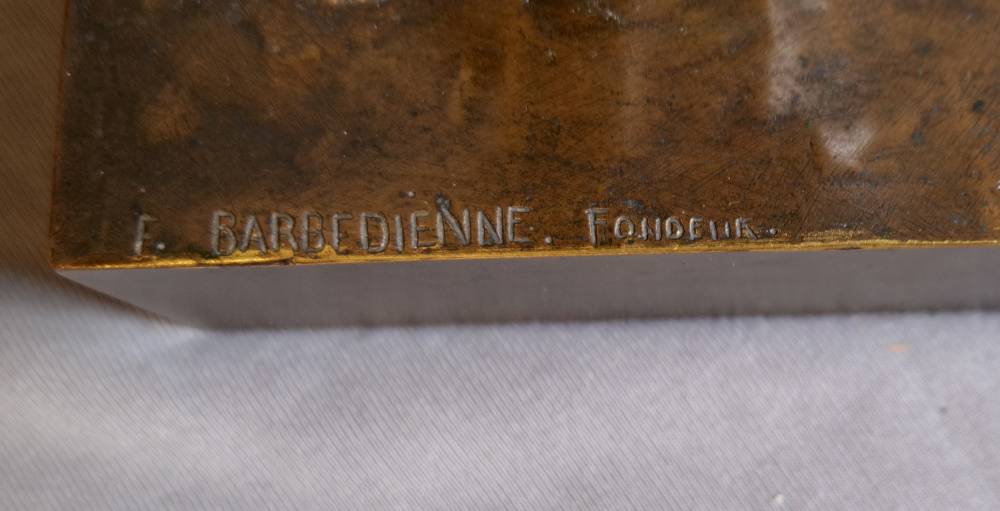 F. BARBEDIENNE. FONDEUR.